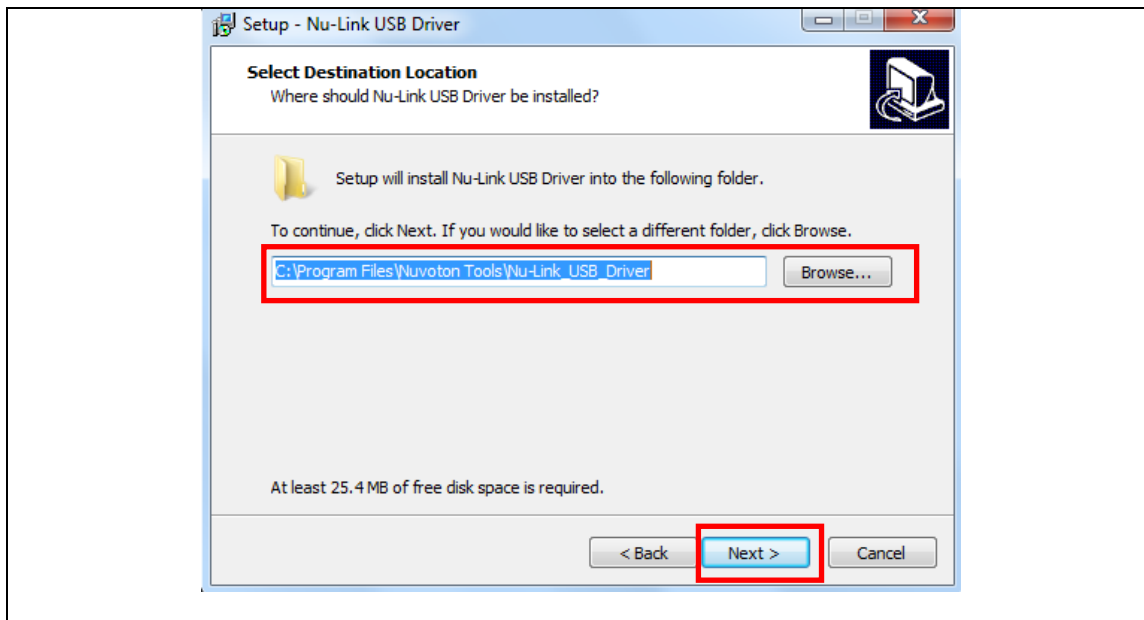 Setup - Nu-Link USB Driver
Select Destination Location
Where should Nu-Link USB Driver be installed?
Setup will install Nu-Link USB Driver into the following folder.
To continue, click Next. If you would like to select a different folder, click Browse.
C:\Program Files\Nuvoton Tools\Nu-Link_USB_Driver
Browse...
At least 25.4 MB of free disk space is required.
< Back
Next >
Cancel